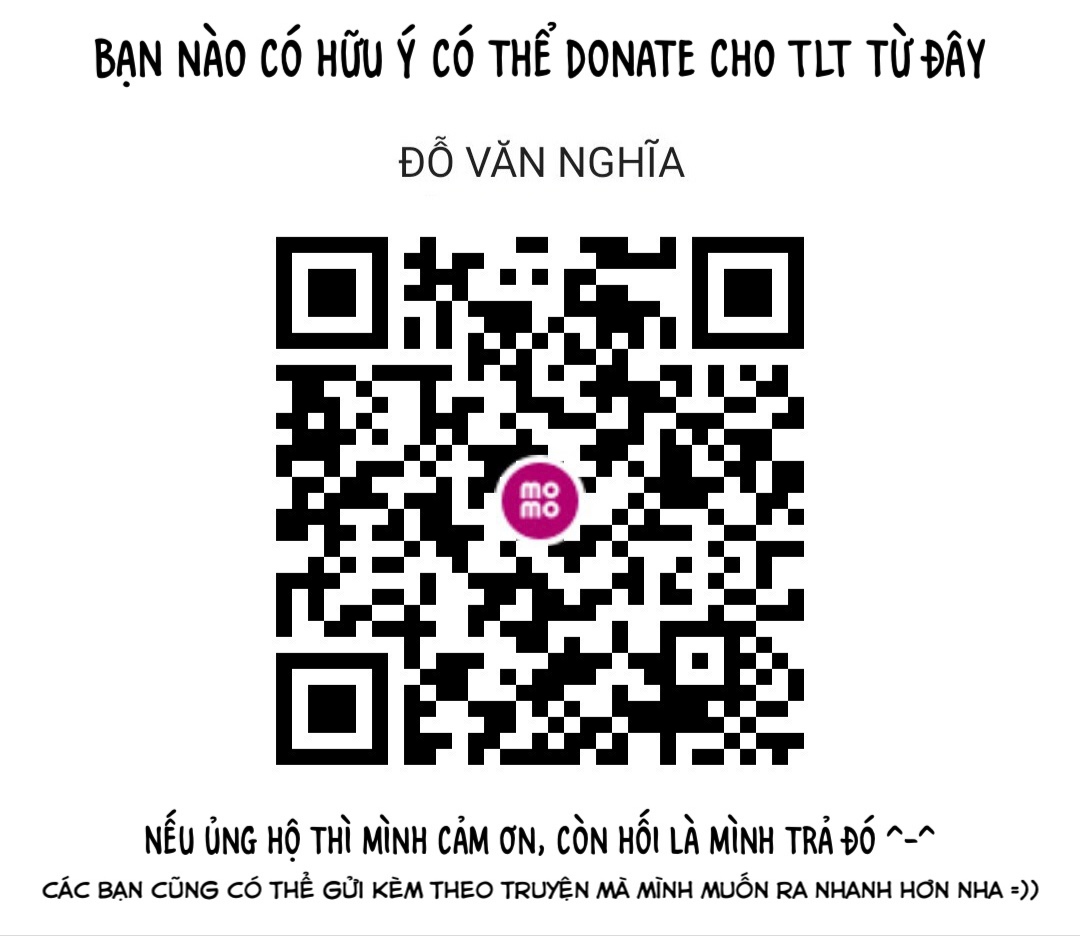 BẠN NÀO CÓ HỮU Ý CÓ THỂ DONATE CHO TLT TỪ ĐÂY
ĐỖ VĂN NGHĨA
mo
mo
NẾU ỦNG HỘ THÌ MÌNH CẢM ƠN, CÒN HỐI LÀ MÌNH TRẢ ĐÓ ^-^
CÁC BẠN CŨNG CÓ THỂ GỬI KÈM THEO TRUYỆN MÀ MÌNH MUỐN RA NHANH HƠN NHA =))